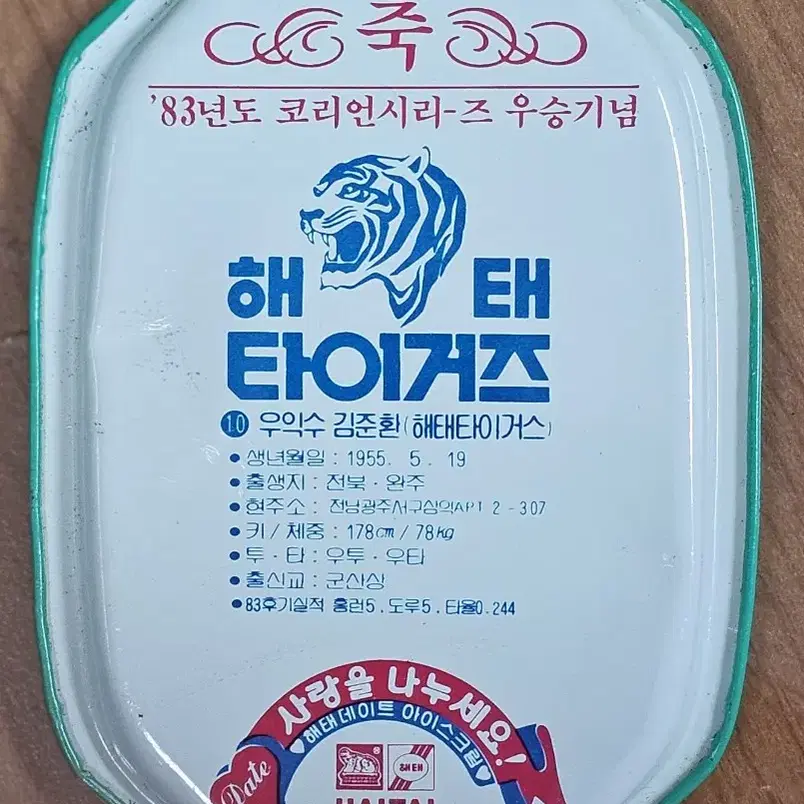 축
'83년도 코리언시라-즈 우승기념
해 태
타이거즈
10 우익수 김준환(해태타이거스)
• 생년월일 : 1955. 5. 19
• 출생지 : 전북·완주
• 현주소 : 전남광주서구삼익APT 2-307
• 키/체중 : 178cm/78kg
• 투·타 : 우투·우타
• 출신교 : 군산상
• 83후기실적 홍런5. 도루5. 타율0.244
사랑을 나누세요!
해태데이트 아이스크림
Date
해태
HAITAI